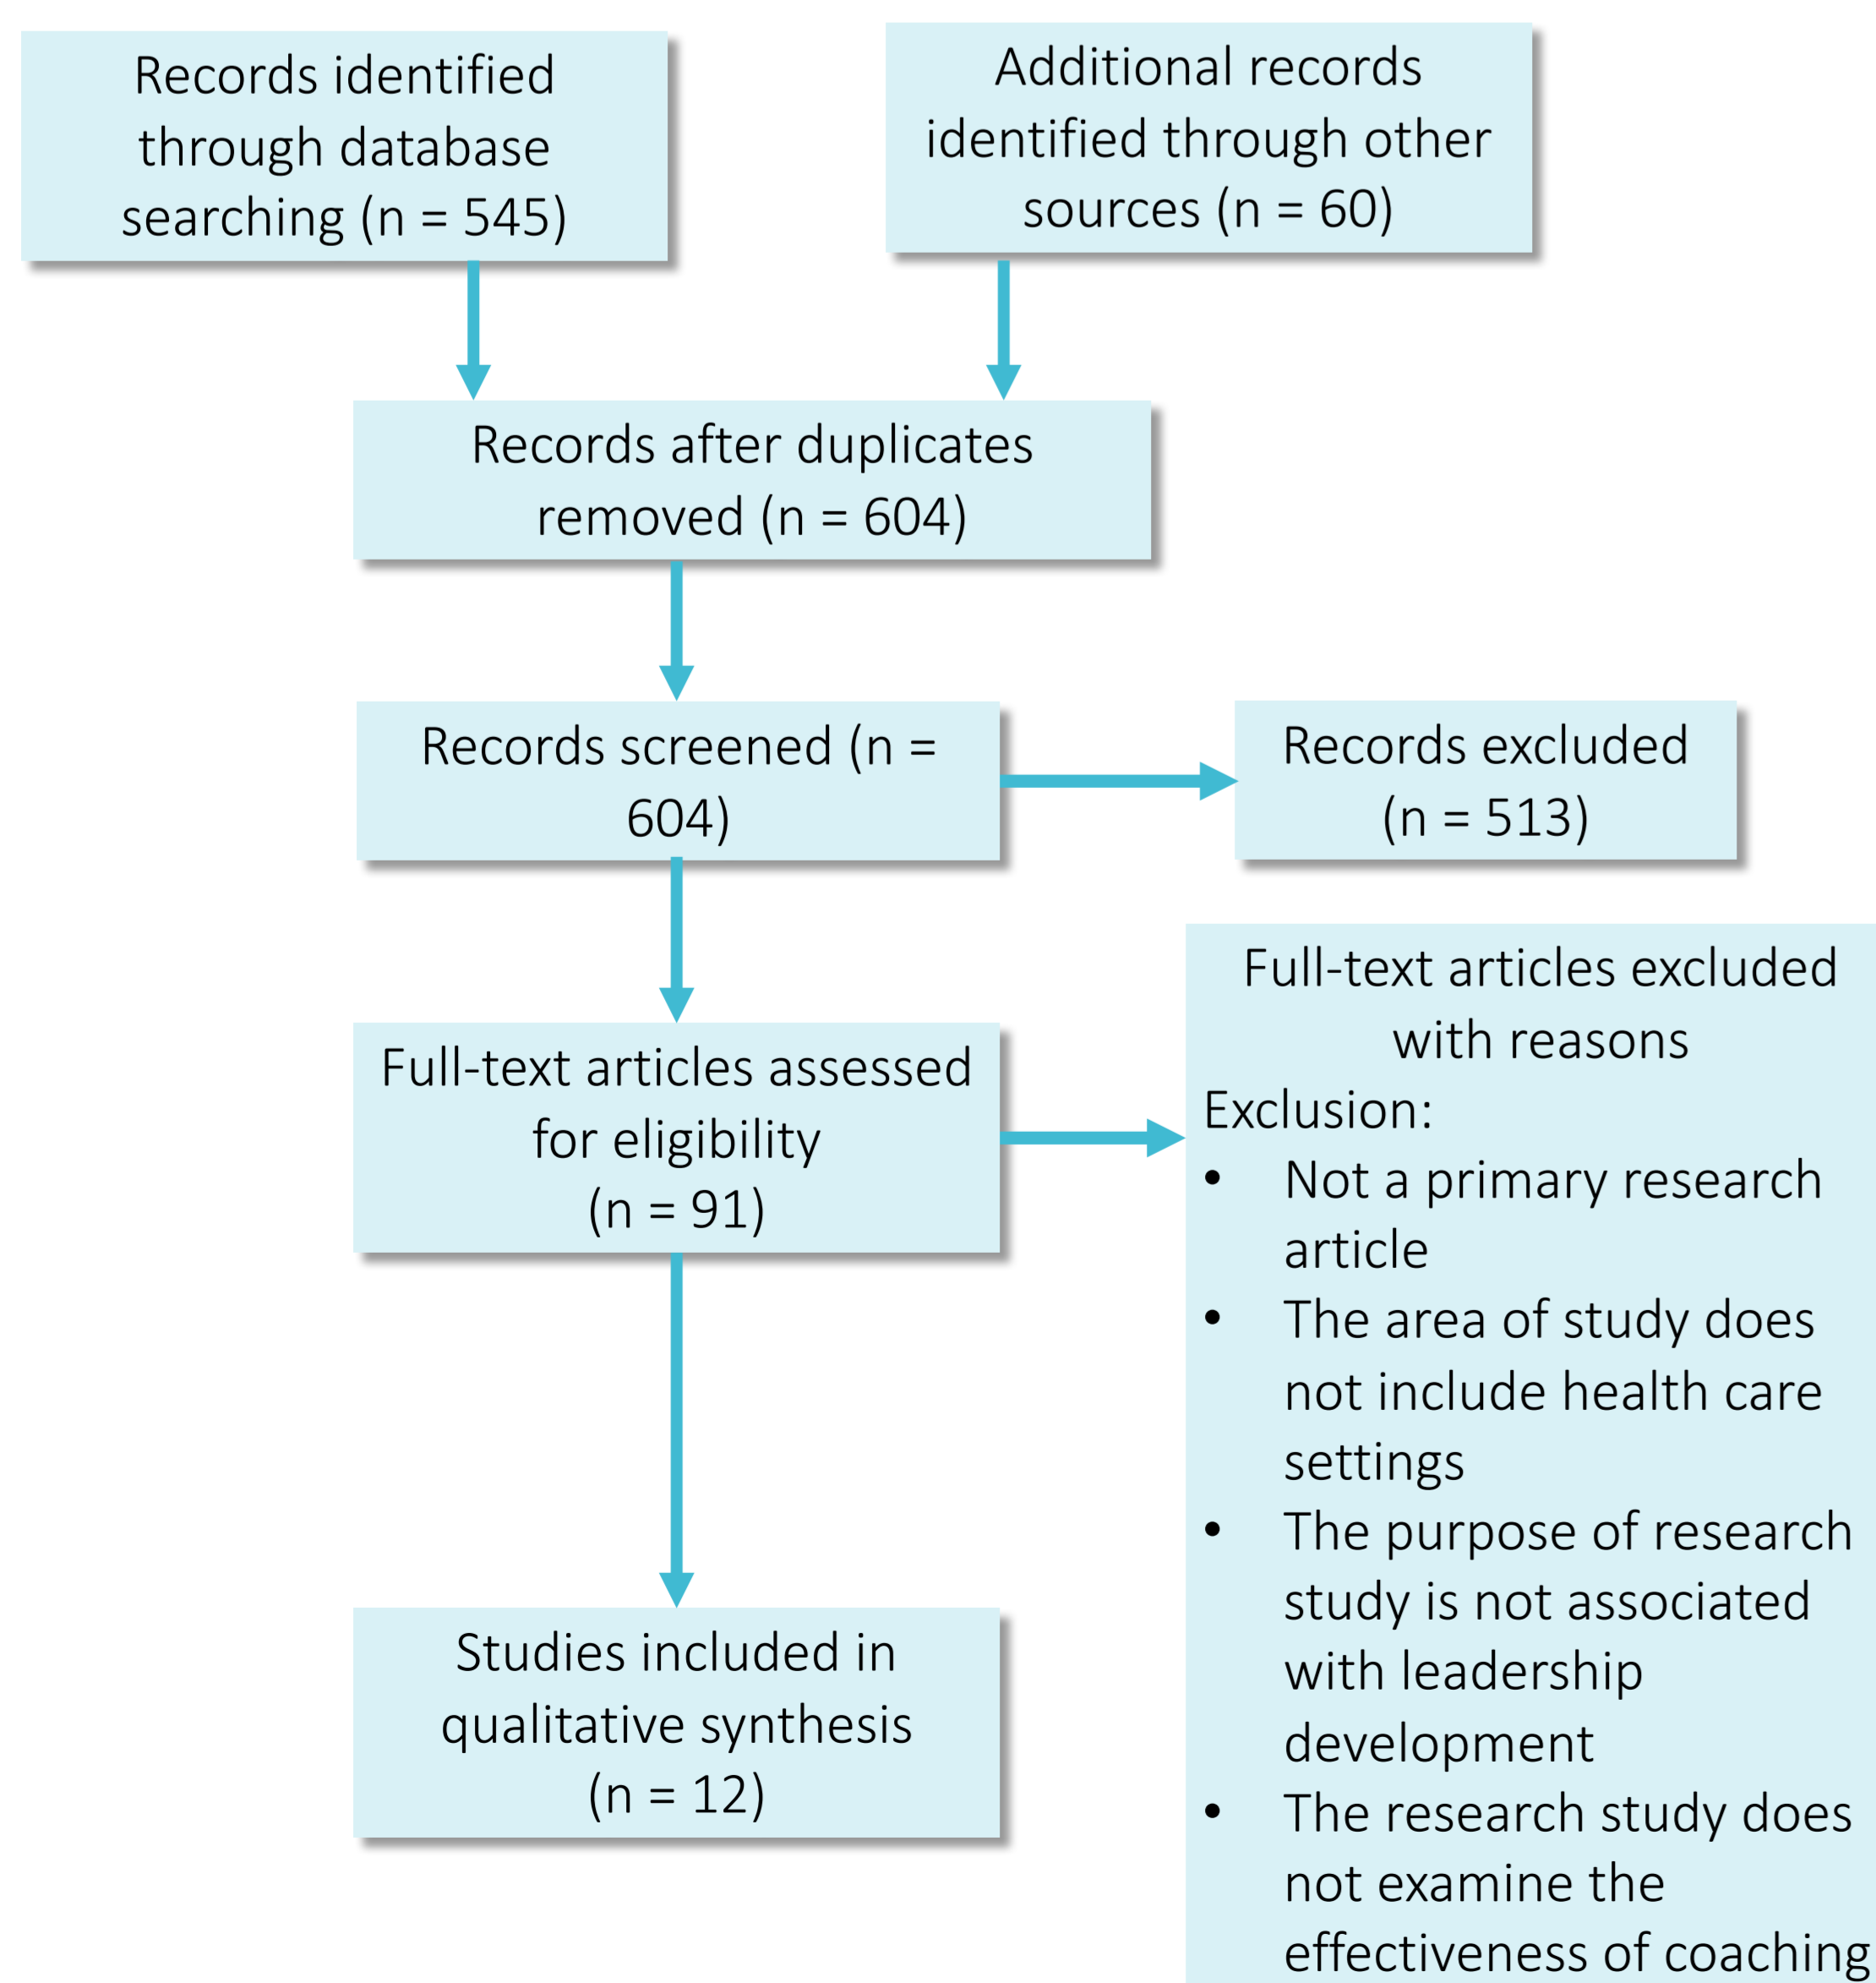 Records identified
through database
searching (n = 545)
Additional records
identified through other
sources (n = 60)
Records after duplicates
removed (n = 604)
Records screened (n =
604)
Records excluded
(n = 513)
Full-text articles assessed
for eligibility
(n = 91)
Full-text articles excluded
with reasons
Exclusion:
• Not a primary research
article
• The area of study does
not include health care
settings
• The purpose of research
study is not associated
with leadership
development
• The research study does
not examine the
effectiveness of coaching
Studies included in
qualitative synthesis
(n = 12)